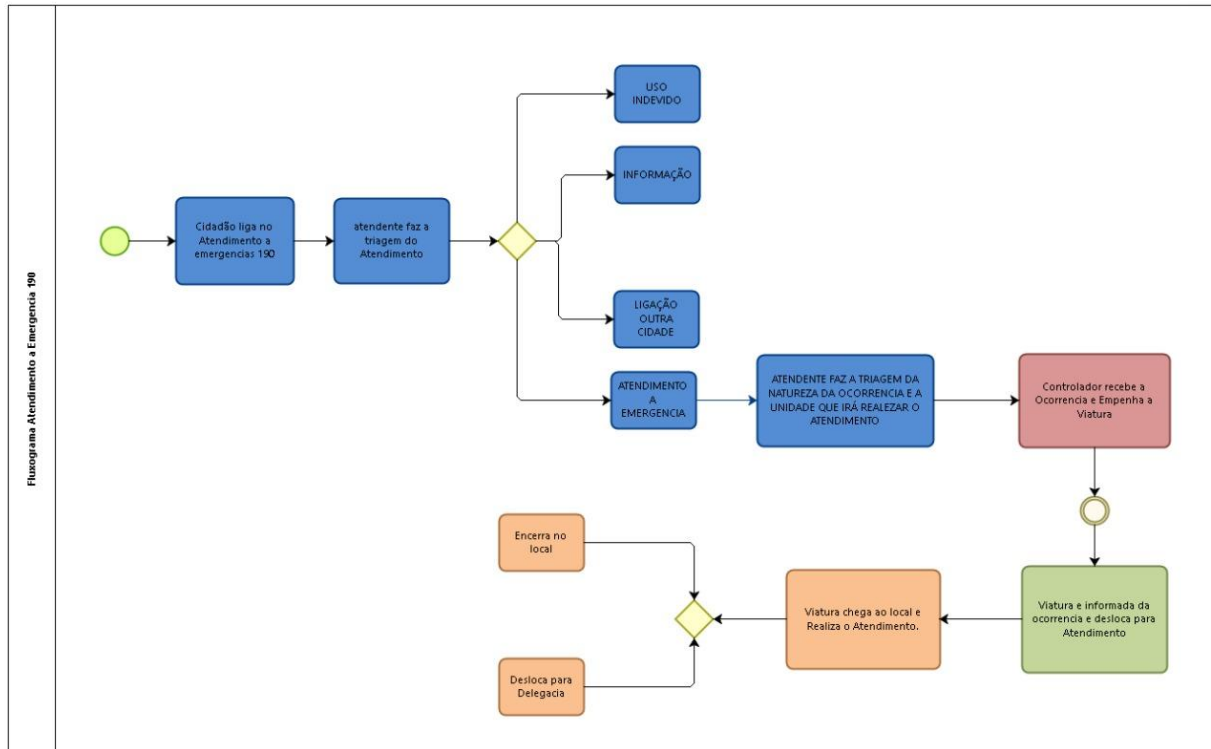 Fluxograma Atendimento a Emergencia 190
Cidadão liga no
Atendimento a
emergencias 190
atendente faz a
triagem do
Atendimento
USO
INDEVIDO
INFORMAÇÃO
LIGAÇÃO
OUTRA
CIDADE
ATENDIMENTO
A
EMERGENCIA
ATENDENTE FAZ A TRIAGEM DA
NATUREZA DA OCORRENCIA E A
UNIDADE QUE IRÁ REALEZAR O
ATENDIMENTO
Controlador recebe a
Ocorrencia e Empenha a
Viatura
Viatura e informada da
ocorrencia e desloca para
Atendimento
Viatura chega ao local e
Realiza o Atendimento.
Encerra no
local
Desloca para
Delegacia